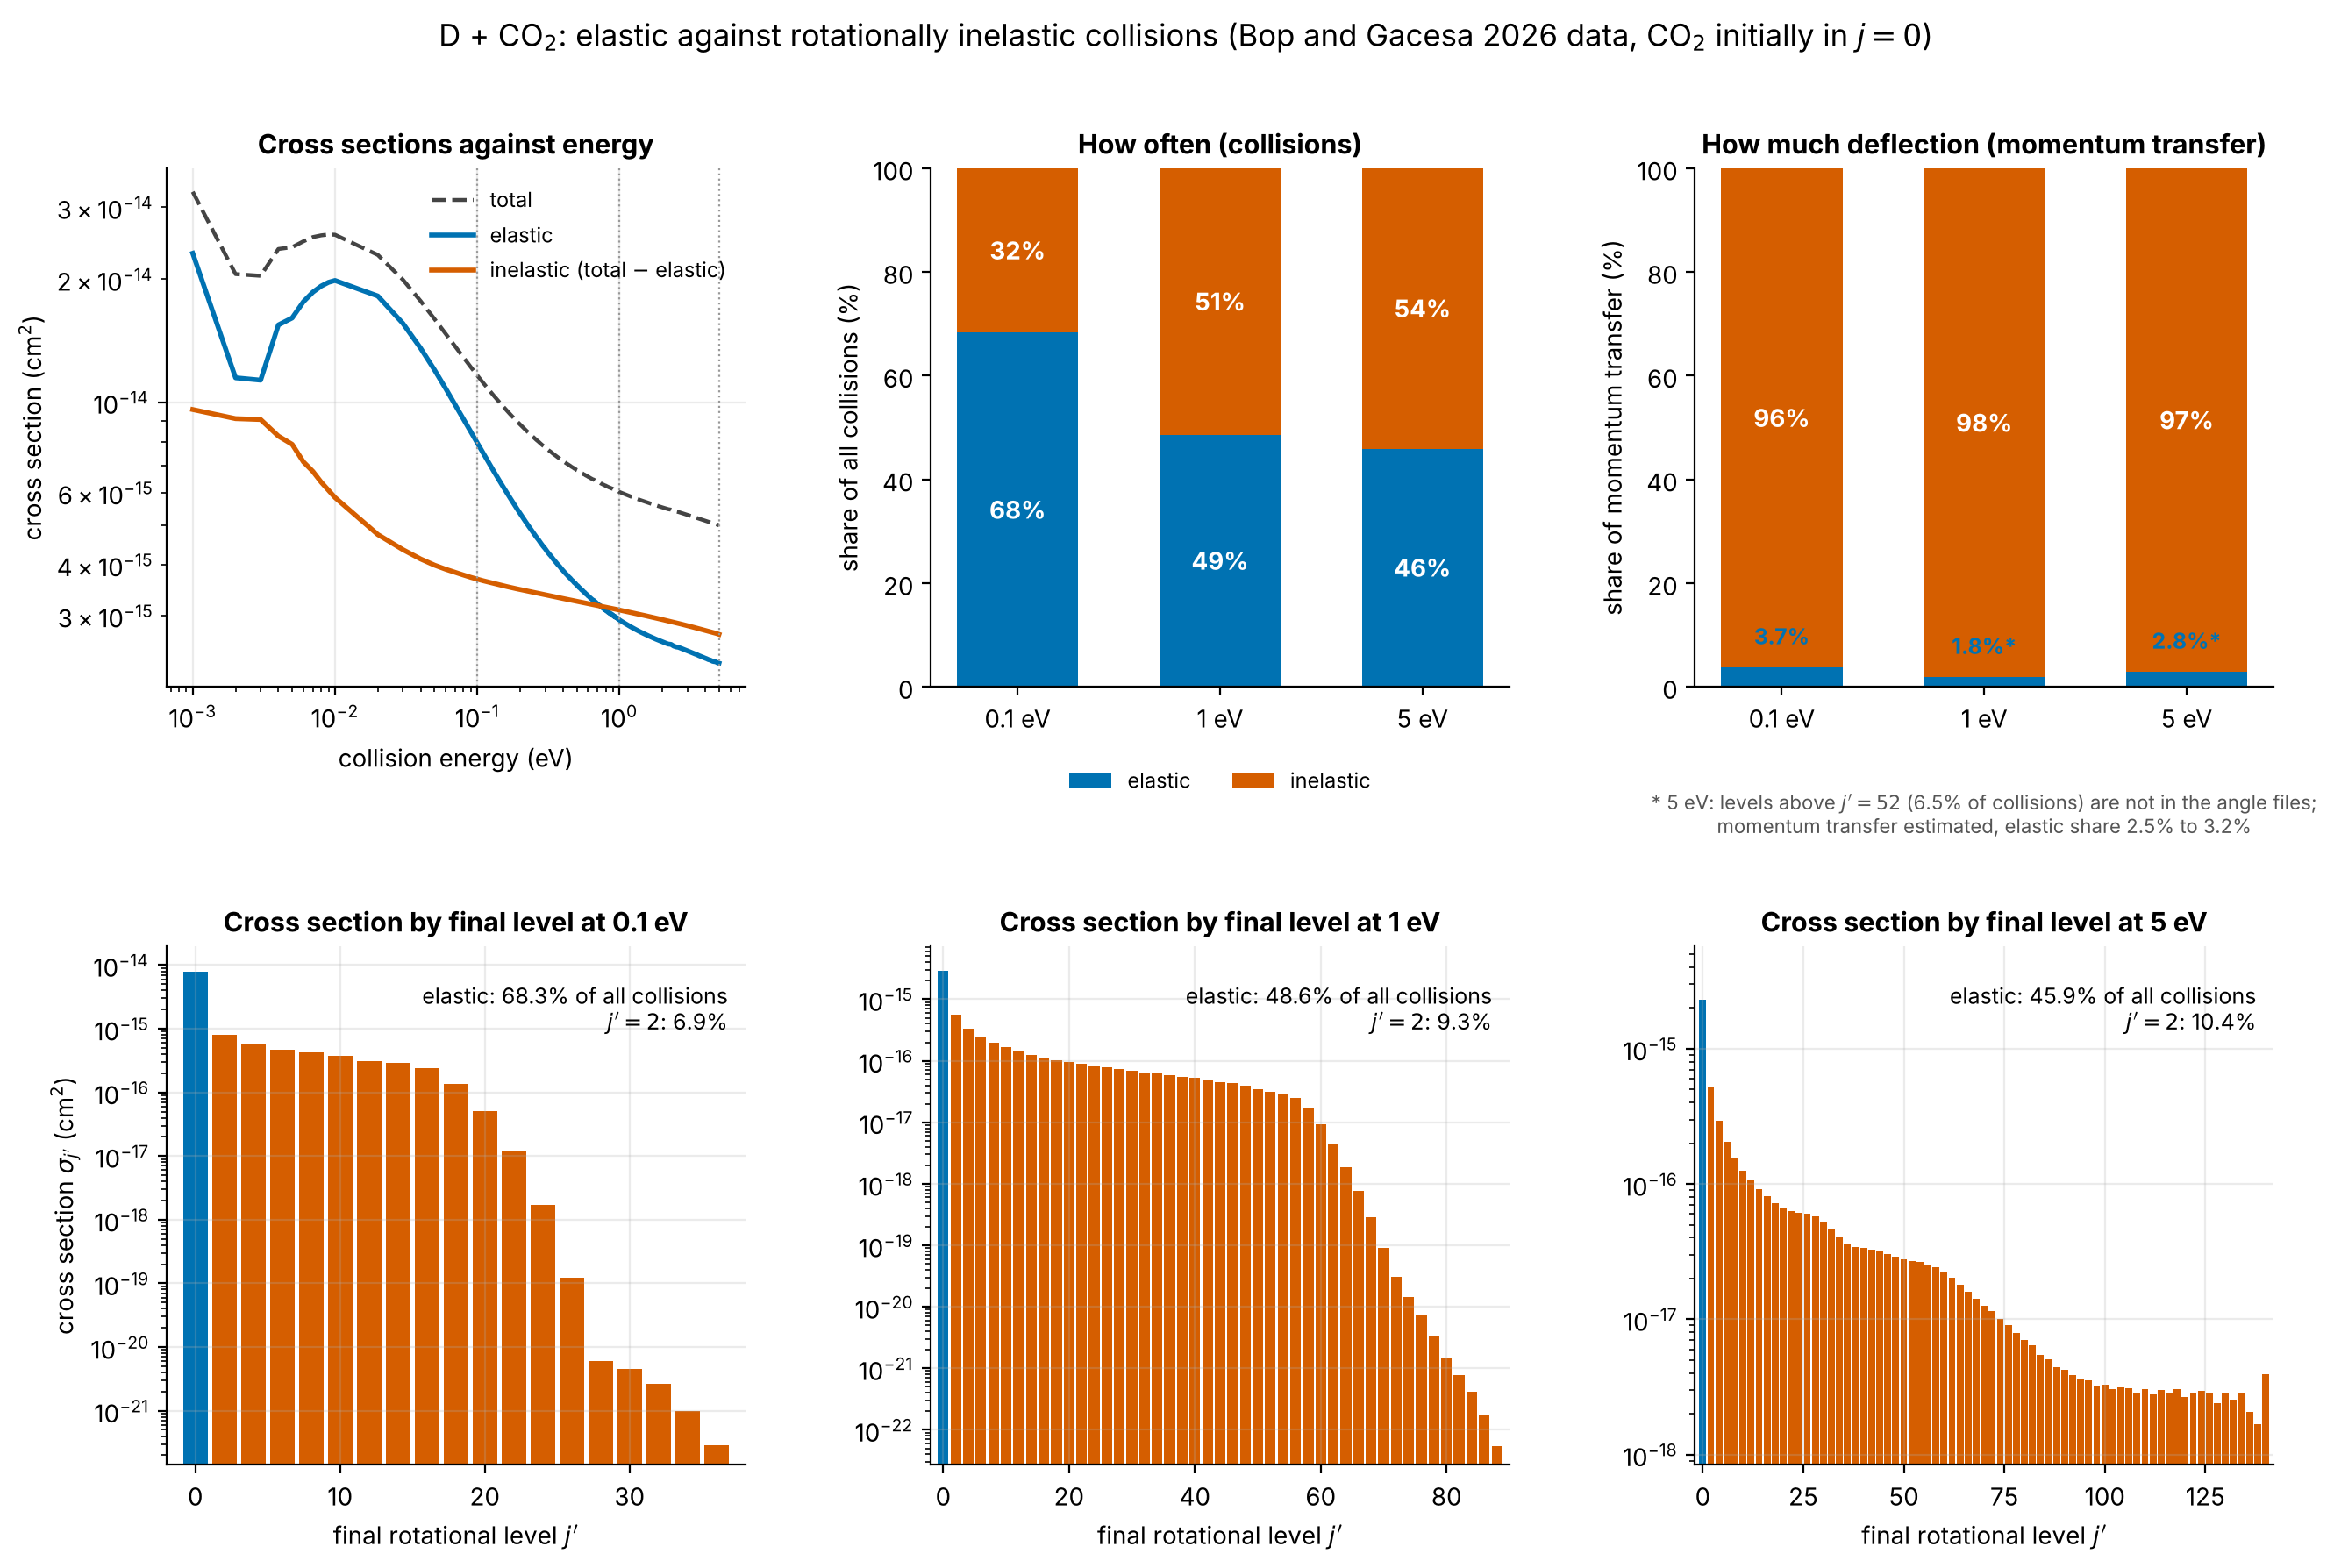 D + CO₂: elastic against rotationally inelastic collisions (Bop and Gacesa 2026 data, CO₂ initially in j = 0)
Cross sections against energy
cross section (cm²)
3 × 10⁻¹⁴
2 × 10⁻¹⁴
10⁻¹⁴
6 × 10⁻¹⁵
4 × 10⁻¹⁵
3 × 10⁻¹⁵
total
elastic
inelastic (total − elastic)
10⁻³ 10⁻² 10⁻¹ 10⁰
collision energy (eV)
How often (collisions)
share of all collisions (%)
100
80
60
40
20
0
32%
68%
51%
49%
54%
46%
0.1 eV 1 eV 5 eV
elastic inelastic
How much deflection (momentum transfer)
share of momentum transfer (%)
100
80
60
40
20
0
96%
3.7%
98%
1.8%*
97%
2.8%*
0.1 eV 1 eV 5 eV
* 5 eV: levels above j′ = 52 (6.5% of collisions) are not in the angle files;
momentum transfer estimated, elastic share 2.5% to 3.2%
Cross section by final level at 0.1 eV
cross section σj′ (cm²)
10⁻¹⁴
10⁻¹⁵
10⁻¹⁶
10⁻¹⁷
10⁻¹⁸
10⁻¹⁹
10⁻²⁰
10⁻²¹
elastic: 68.3% of all collisions
j′ = 2: 6.9%
0 10 20 30
final rotational level j′
Cross section by final level at 1 eV
10⁻¹⁵
10⁻¹⁶
10⁻¹⁷
10⁻¹⁸
10⁻¹⁹
10⁻²⁰
10⁻²¹
10⁻²²
elastic: 48.6% of all collisions
j′ = 2: 9.3%
0 20 40 60 80
final rotational level j′
Cross section by final level at 5 eV
10⁻¹⁵
10⁻¹⁶
10⁻¹⁷
10⁻¹⁸
elastic: 45.9% of all collisions
j′ = 2: 10.4%
0 25 50 75 100 125
final rotational level j′